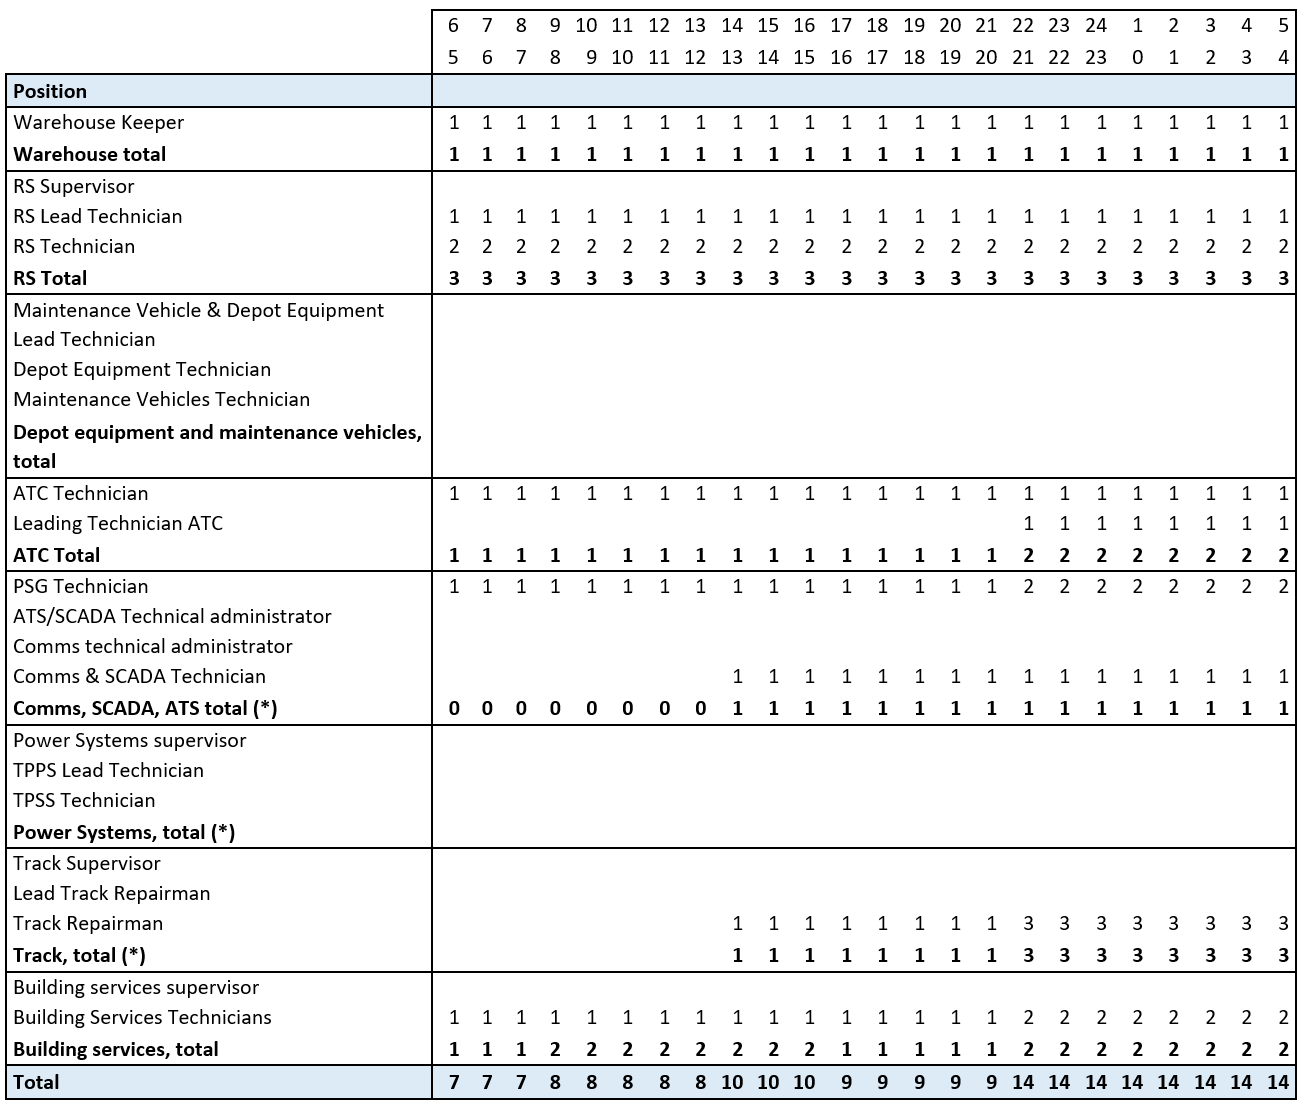 6 7 8 9 10 11 12 13 14 15 16 17 18 19 20 21 22 23 24 1 2 3 4 5
5 6 7 8 9 10 11 12 13 14 15 16 17 18 19 20 21 22 23 0 1 2 3 4
Position
Warehouse Keeper 1 1 1 1 1 1 1 1 1 1 1 1 1 1 1 1 1 1 1 1 1 1 1 1
Warehouse total 1 1 1 1 1 1 1 1 1 1 1 1 1 1 1 1 1 1 1 1 1 1 1 1
RS Supervisor
RS Lead Technician 1 1 1 1 1 1 1 1 1 1 1 1 1 1 1 1 1 1 1 1 1 1 1 1
RS Technician 2 2 2 2 2 2 2 2 2 2 2 2 2 2 2 2 2 2 2 2 2 2 2 2
RS Total 3 3 3 3 3 3 3 3 3 3 3 3 3 3 3 3 3 3 3 3 3 3 3 3
Maintenance Vehicle & Depot Equipment
Lead Technician
Depot Equipment Technician
Maintenance Vehicles Technician
Depot equipment and maintenance vehicles,
total
ATC Technician 1 1 1 1 1 1 1 1 1 1 1 1 1 1 1 1 1 1 1 1 1 1 1 1
Leading Technician ATC 1 1 1 1 1 1 1 1
ATC Total 1 1 1 1 1 1 1 1 1 1 1 1 1 1 1 1 2 2 2 2 2 2 2 2
PSG Technician 1 1 1 1 1 1 1 1 1 1 1 1 1 1 1 1 2 2 2 2 2 2 2 2
ATS/SCADA Technical administrator
Comms technical administrator
Comms & SCADA Technician 1 1 1 1 1 1 1 1 1 1 1 1 1 1 1 1
Comms, SCADA, ATS total (*) 0 0 0 0 0 0 0 0 1 1 1 1 1 1 1 1 1 1 1 1 1 1 1 1
Power Systems supervisor
TPPS Lead Technician
TPSS Technician
Power Systems, total (*)
Track Supervisor
Lead Track Repairman
Track Repairman 1 1 1 1 1 1 1 1 3 3 3 3 3 3 3 3
Track, total (*) 1 1 1 1 1 1 1 1 3 3 3 3 3 3 3 3
Building services supervisor
Building Services Technicians 1 1 1 1 1 1 1 1 1 1 1 1 1 1 1 1 2 2 2 2 2 2 2 2
Building services, total 1 1 1 2 2 2 2 2 2 2 2 1 1 1 1 1 2 2 2 2 2 2 2 2
Total 7 7 7 8 8 8 8 8 10 10 10 9 9 9 9 9 14 14 14 14 14 14 14 14